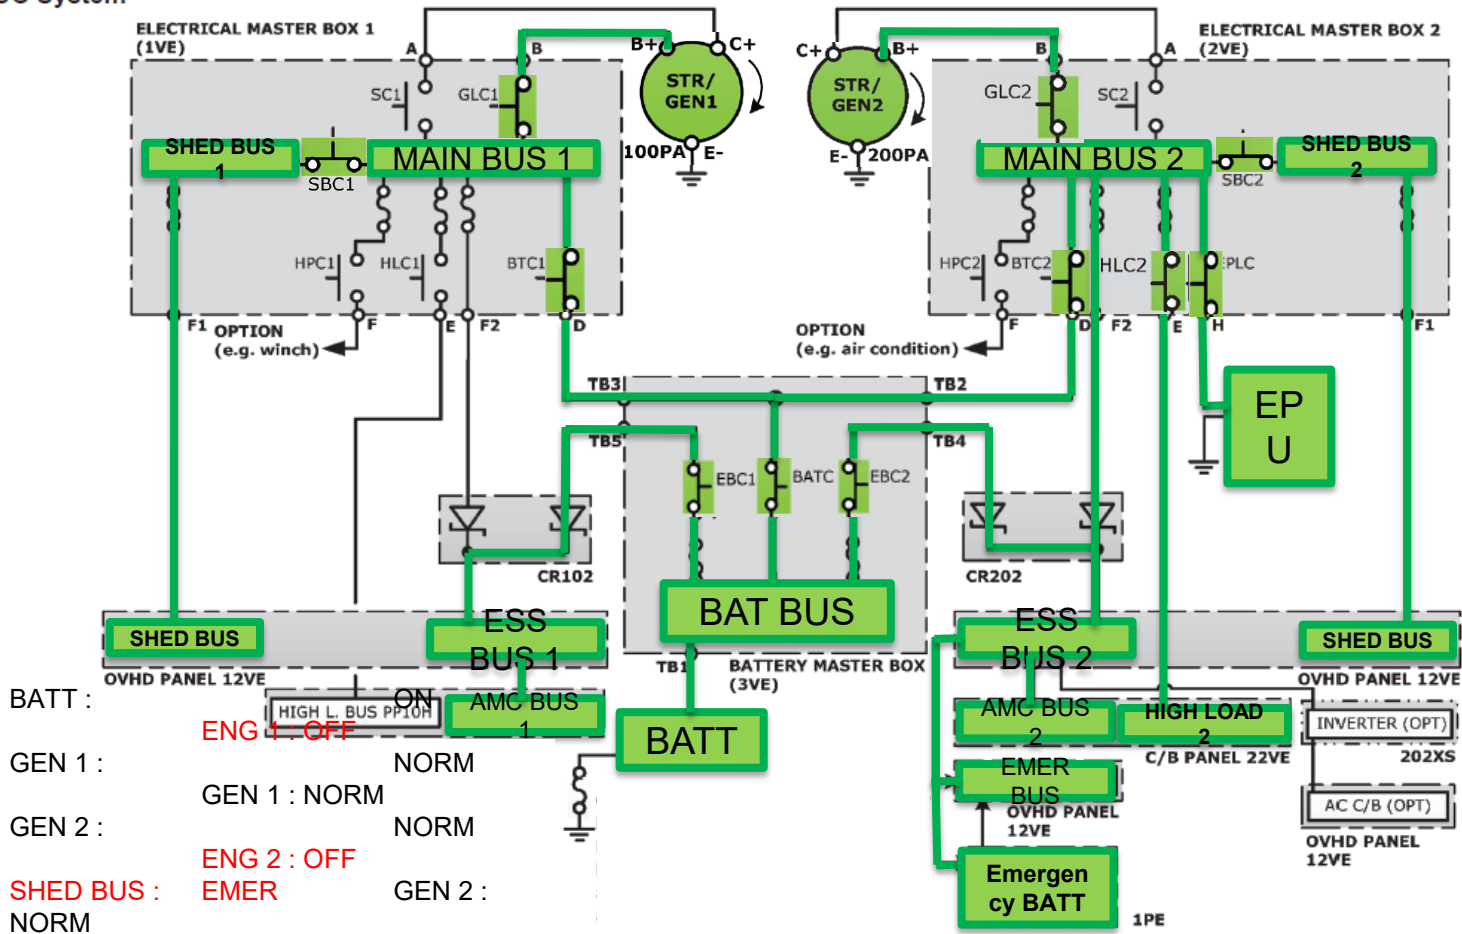 DC System
ELECTRICAL MASTER BOX 1
(1VE)
A
B
B+
C+
C+
B+
B
A
ELECTRICAL MASTER BOX 2
(2VE)
SC1
GLC1
STR/
GEN1
STR/
GEN2
GLC2
SC2
SHED BUS
1
SBC1
MAIN BUS 1
100PA
E-
E-
200PA
MAIN BUS 2
SBC2
SHED BUS
2
HPC1
HLC1
BTC1
HPC2
BTC2
HLC2
EPLC
F1
OPTION
(e.g. winch)
F
E
F2
D
OPTION
(e.g. air condition)
F
D
F2
E
H
F1
TB3
TB2
TB5
TB4
EP
U
EBC1
BATC
EBC2
CR102
CR202
BAT BUS
SHED BUS
ESS
BUS 1
ESS
BUS 2
SHED BUS
OVHD PANEL 12VE
TB1
BATTERY MASTER BOX
(3VE)
OVHD PANEL 12VE
HIGH L. BUS PP10H
AMC BUS
1
BATT
AMC BUS
2
HIGH LOAD
2
C/B PANEL 22VE
INVERTER (OPT)
202XS
EMER
BUS
OVHD PANEL
12VE
AC C/B (OPT)
OVHD PANEL
12VE
Emergen
cy BATT
1PE
BATT : ON
ENG 1 : OFF
GEN 1 : NORM
GEN 1 : NORM
GEN 2 : NORM
ENG 2 : OFF
SHED BUS : EMER GEN 2 :
NORM